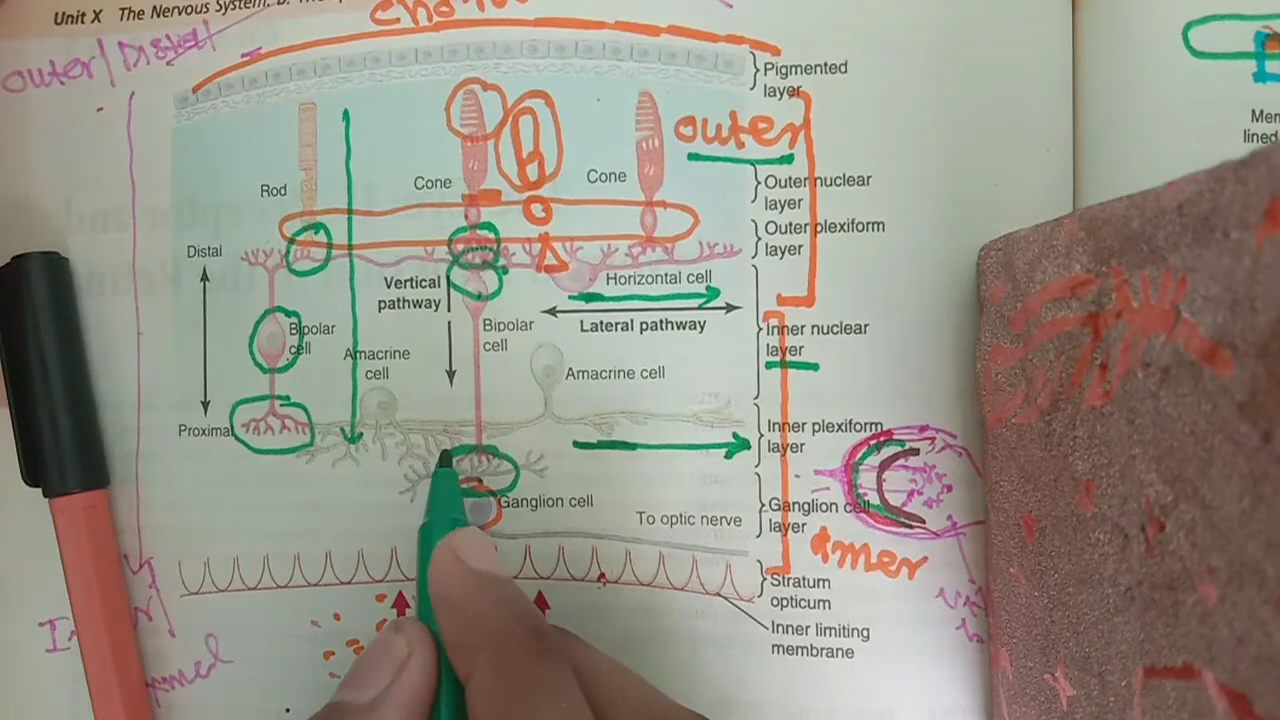 Unit X The Nervous System:
outer/Distal
Pigmented
layer
outer
Rod
Cone
Cone
Outer nuclear
layer
Outer plexiform
layer
Distal
Vertical
pathway
Horizontal cell
Lateral pathway
Bipolar
cell
Bipolar
cell
Inner nuclear
layer
Amacrine
cell
Amacrine cell
Proximal
Inner plexiform
layer
Ganglion cell
To optic nerve
Ganglion cell
layer
Stratum
opticum
Inner limiting
membrane
Mem
lined